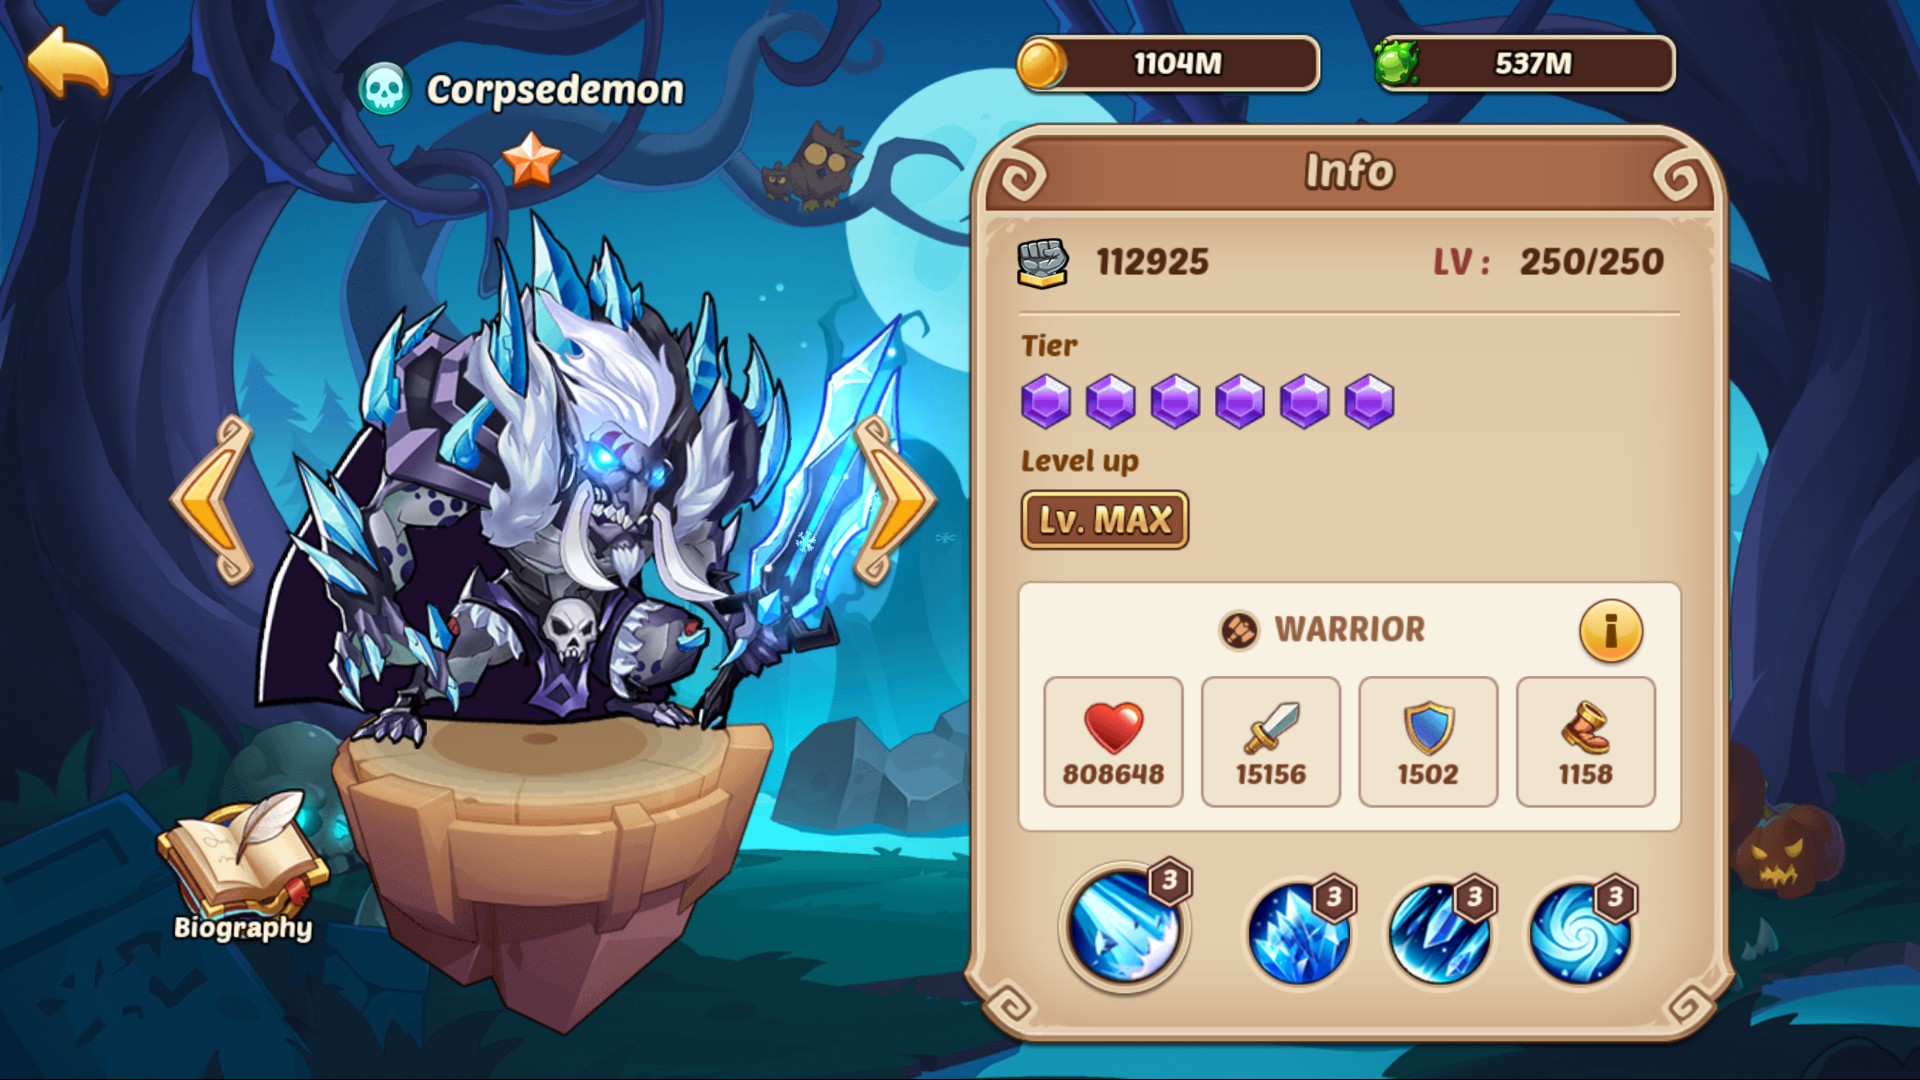 Corpsedemon
1104M
537M
Info
112925
LV : 250/250
Tier
Level up
Lv. MAX
WARRIOR
808648
15156
1502
1158
3
3
3
3
Biography